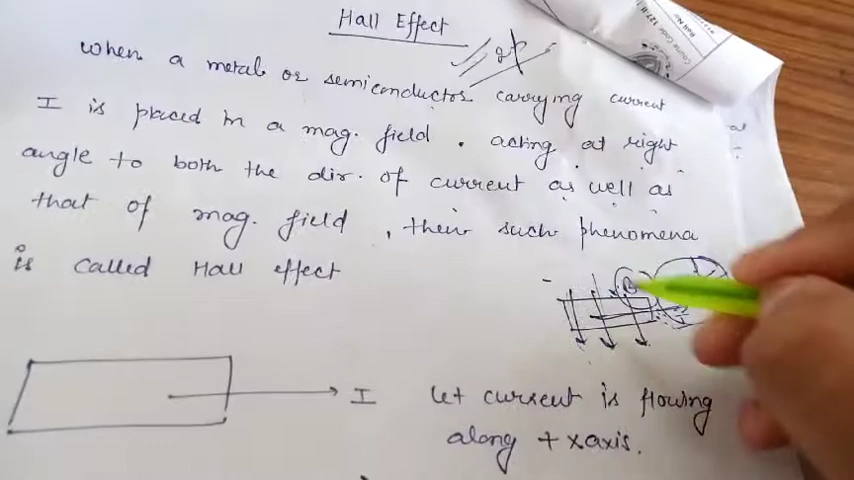 Hall Effect
when a metal or semiconductor carrying current
I is placed in a mag. field . acting at right
angle to both the dir. of current as well as
that of mag. field , then such phenomena
is called Hall effect
B
I
let current is flowing
along + x axis.